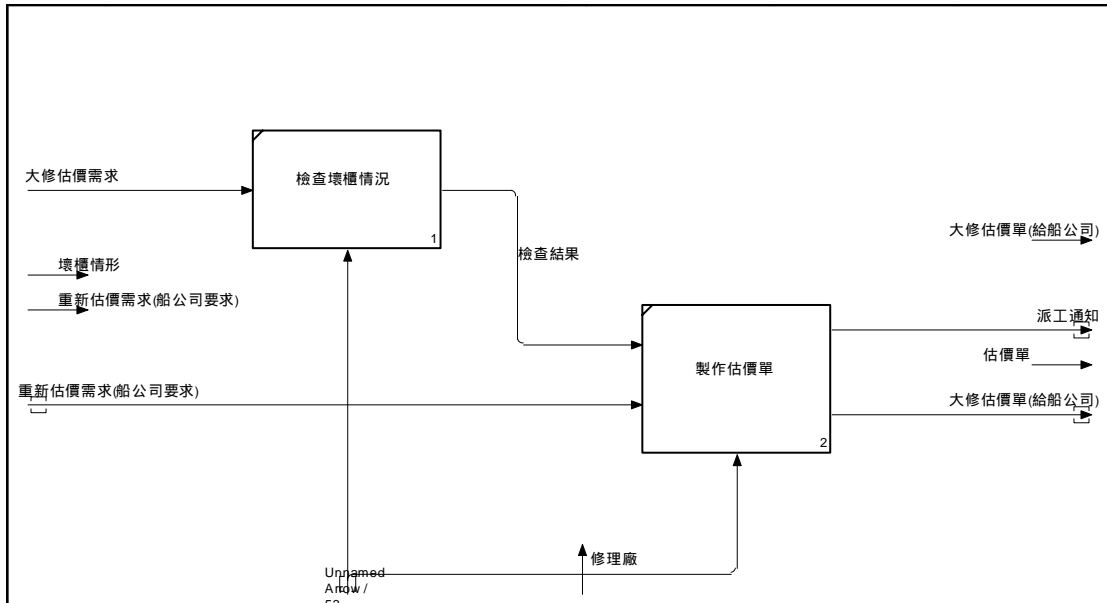 大修估價需求
檢查壞櫃情況
1
大修估價單(給船公司)
檢查結果
壞櫃情形
重新估價需求(船公司要求)
派工通知
估價單
製作估價單
重新估價需求(船公司要求)
大修估價單(給船公司)
2
修理廠
Unnamed
Arrow /